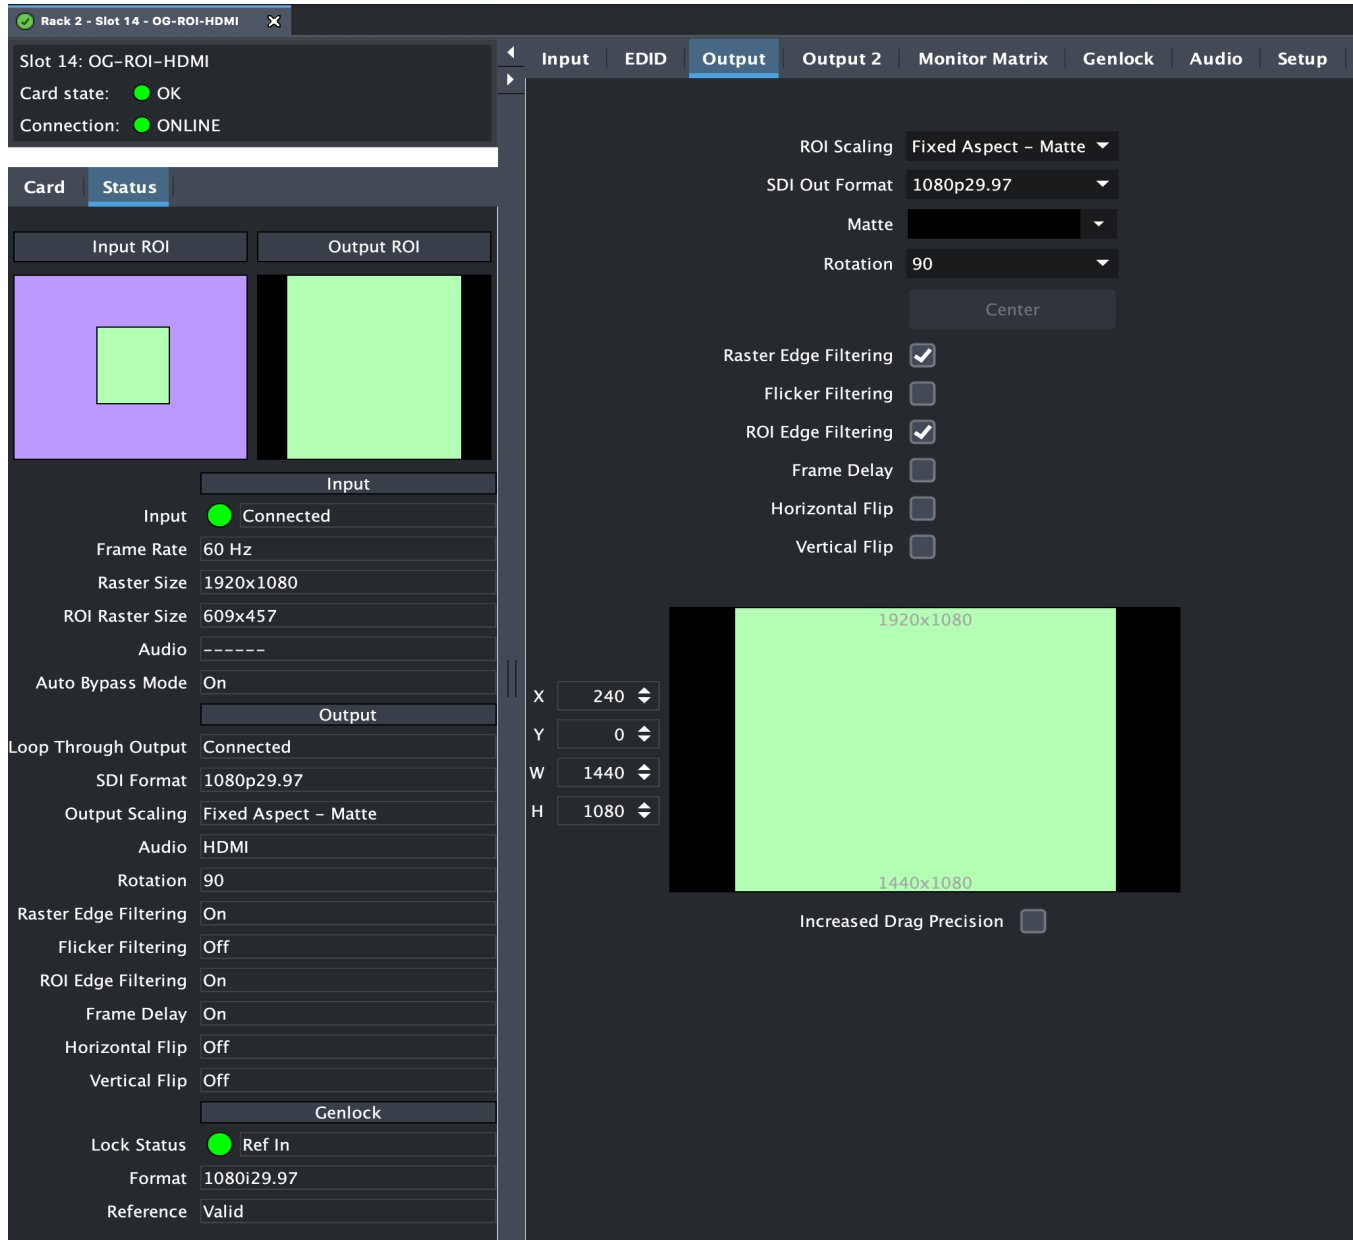 Rack 2 - Slot 14 - OG-ROI-HDMI
Slot 14: OG-ROI-HDMI
Card state: OK
Connection: ONLINE
Card Status
Input ROI Output ROI
Input
Input Connected
Frame Rate 60 Hz
Raster Size 1920x1080
ROI Raster Size 609x457
Audio ------
Auto Bypass Mode On
Output
Loop Through Output Connected
SDI Format 1080p29.97
Output Scaling Fixed Aspect - Matte
Audio HDMI
Rotation 90
Raster Edge Filtering On
Flicker Filtering Off
ROI Edge Filtering On
Frame Delay On
Horizontal Flip Off
Vertical Flip Off
Genlock
Lock Status Ref In
Format 1080i29.97
Reference Valid
Input EDID Output Output 2 Monitor Matrix Genlock Audio Setup
ROI Scaling Fixed Aspect - Matte
SDI Out Format 1080p29.97
Matte
Rotation 90
Center
Raster Edge Filtering
Flicker Filtering
ROI Edge Filtering
Frame Delay
Horizontal Flip
Vertical Flip
1920x1080
X 240
Y 0
W 1440
H 1080
1440x1080
Increased Drag Precision